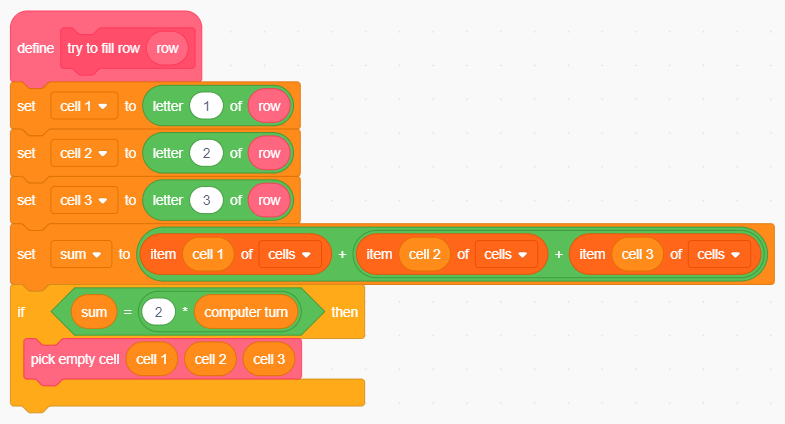 define try to fill row row
set cell 1 to letter 1 of row
set cell 2 to letter 2 of row
set cell 3 to letter 3 of row
set sum to item cell 1 of cells + item cell 2 of cells + item cell 3 of cells
if sum = 2 * computer turn then
pick empty cell cell 1 cell 2 cell 3